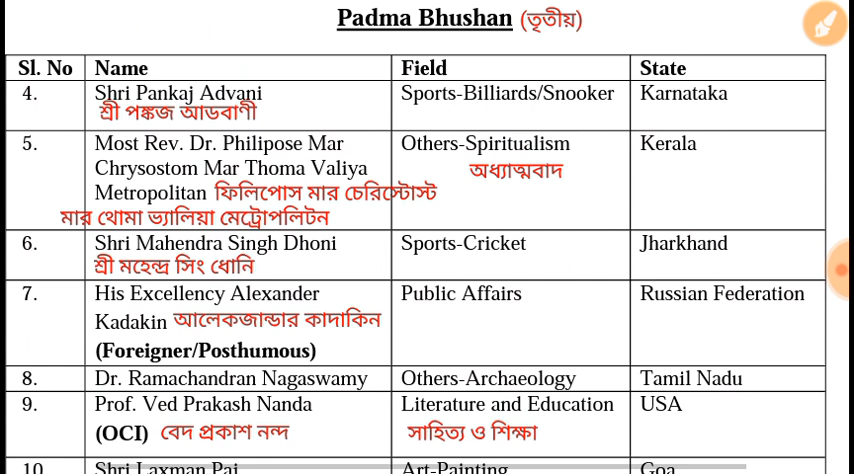 Padma Bhushan (তৃতীয়)
Sl. No Name Field State
4. Shri Pankaj Advani Sports-Billiards/Snooker Karnataka
শ্রী পঙ্কজ আডবাণী
5. Most Rev. Dr. Philipose Mar Others-Spiritualism Kerala
Chrysostom Mar Thoma Valiya অধ্যাত্মবাদ
Metropolitan ফিলিপোস মার চেরিস্টোস্ট
মার থোমা ভ্যালিয়া মেট্রোপলিটন
6. Shri Mahendra Singh Dhoni Sports-Cricket Jharkhand
শ্রী মহেন্দ্র সিং ধোনি
7. His Excellency Alexander Public Affairs Russian Federation
Kadakin আলেকজান্ডার কাদাকিন
(Foreigner/Posthumous)
8. Dr. Ramachandran Nagaswamy Others-Archaeology Tamil Nadu
9. Prof. Ved Prakash Nanda Literature and Education USA
(OCI) বেদ প্রকাশ নন্দ সাহিত্য ও শিক্ষা
10 Shri Laxman Pai Art-Painting Goa